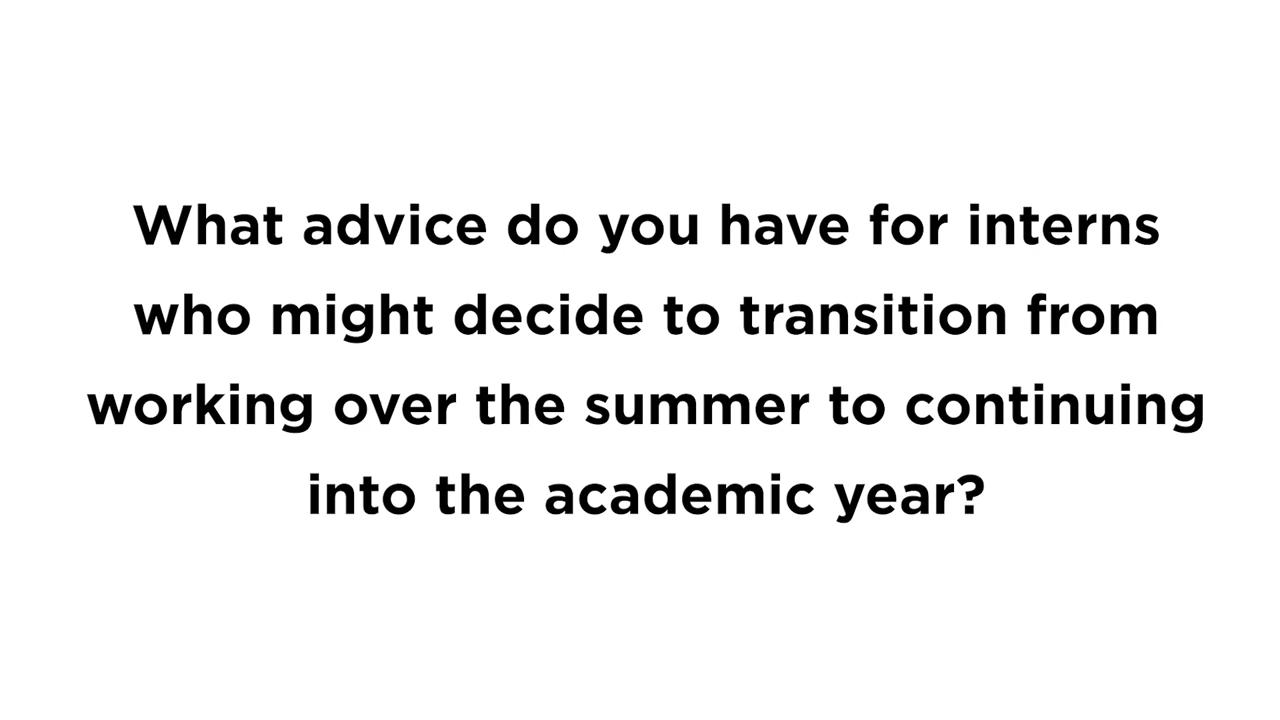 What advice do you have for interns
who might decide to transition from
working over the summer to continuing
into the academic year?